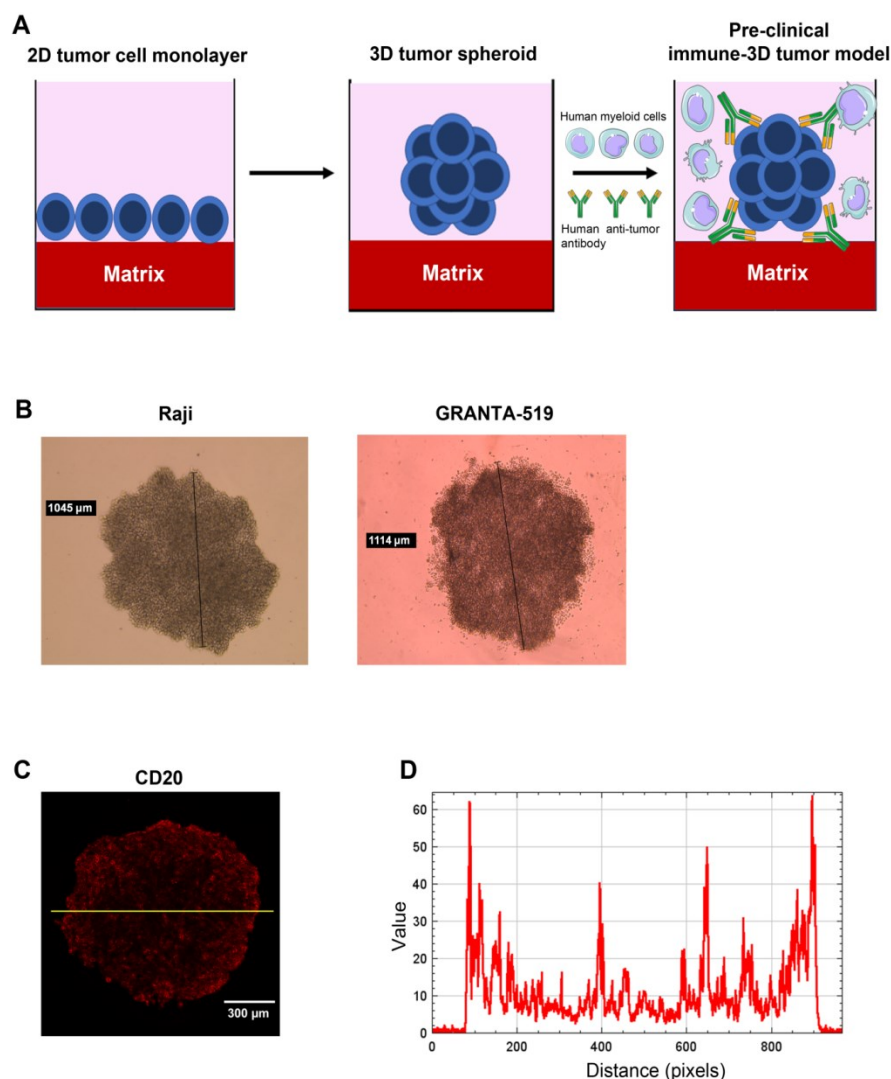 A
2D tumor cell monolayer
Matrix
3D tumor spheroid
Matrix
Human myeloid cells
Human anti-tumor
antibody
Pre-clinical
immune-3D tumor model
Matrix
B
Raji
1045 µm
GRANTA-519
1114 µm
C
CD20
300 µm
D
Value
60
50
40
30
20
10
0
0 200 400 600 800
Distance (pixels)